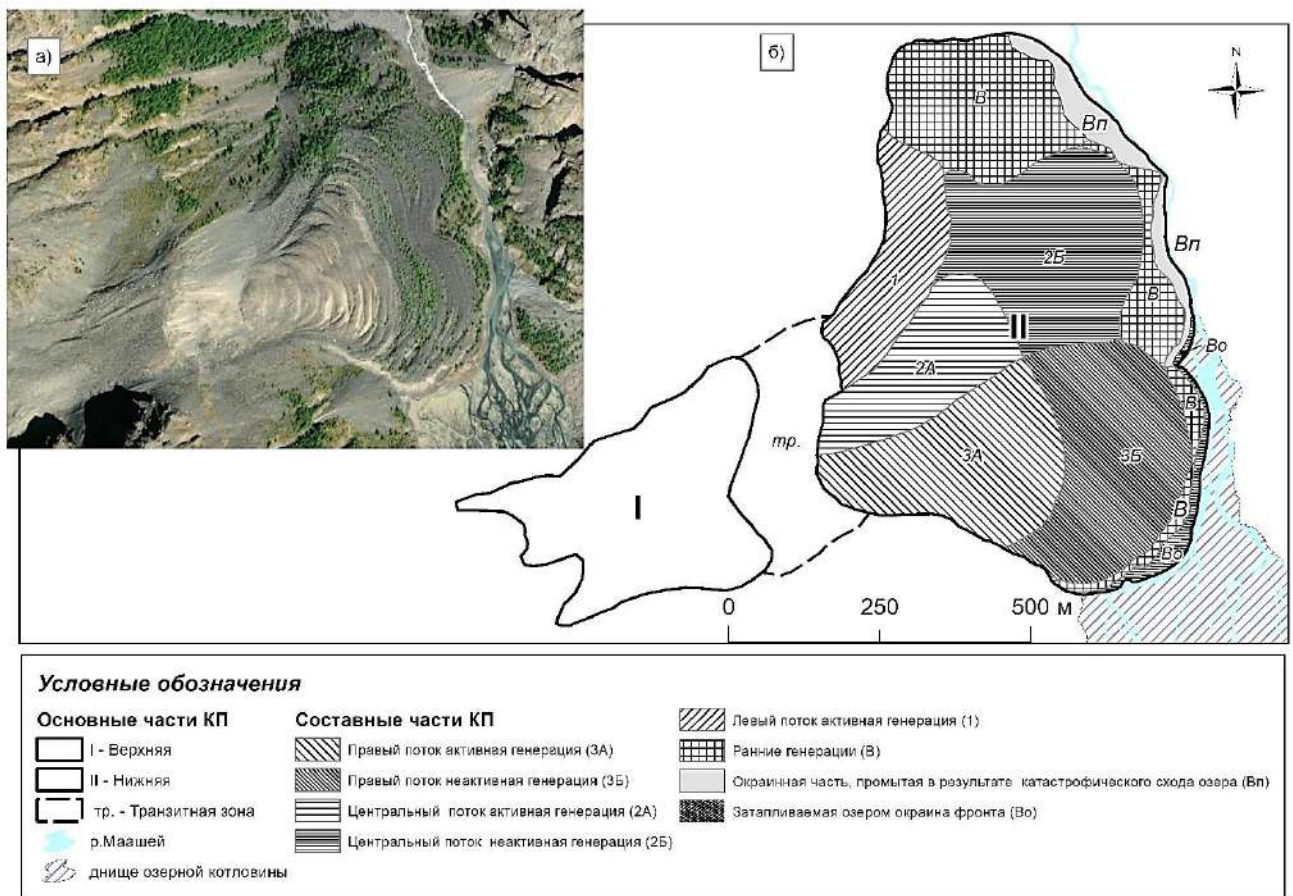 а)
б)
N
В
Вп
1
2Б
Вп
В
II
Во
2А
В
тр.
3А
3Б
I
В
Во
0 250 500 м
Условные обозначения
Основные части КП
I - Верхняя
II - Нижняя
тр. - Транзитная зона
р.Маашей
днище озерной котловины
Составные части КП
Правый поток активная генерация (3А)
Правый поток неактивная генерация (3Б)
Центральный поток активная генерация (2А)
Центральный поток неактивная генерация (2Б)
Левый поток активная генерация (1)
Ранние генерации (В)
Окраинная часть, промытая в результате катастрофического схода озера (Вп)
Затапливаемая озером окраина фронта (Во)